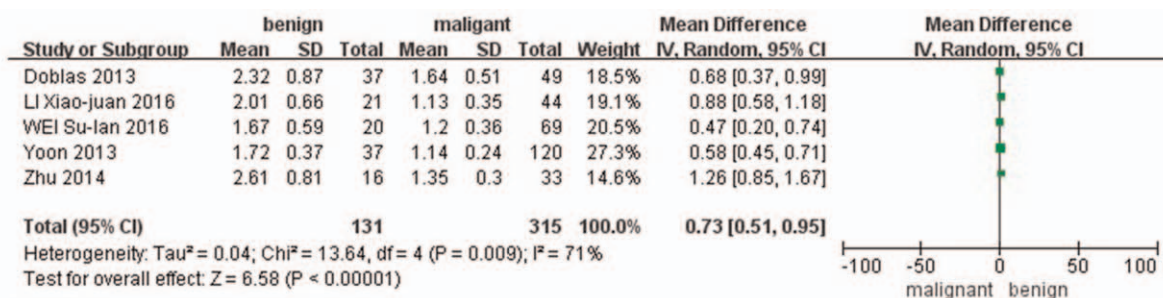 benign maligant Mean Difference Mean Difference
Study or Subgroup Mean SD Total Mean SD Total Weight IV, Random, 95% CI IV, Random, 95% CI
Doblas 2013 2.32 0.87 37 1.64 0.51 49 18.5% 0.68 [0.37, 0.99]
LI Xiao-juan 2016 2.01 0.66 21 1.13 0.35 44 19.1% 0.88 [0.58, 1.18]
WEI Su-lan 2016 1.67 0.59 20 1.2 0.36 69 20.5% 0.47 [0.20, 0.74]
Yoon 2013 1.72 0.37 37 1.14 0.24 120 27.3% 0.58 [0.45, 0.71]
Zhu 2014 2.61 0.81 16 1.35 0.3 33 14.6% 1.26 [0.85, 1.67]
Total (95% CI) 131 315 100.0% 0.73 [0.51, 0.95]
Heterogeneity: Tau² = 0.04; Chi² = 13.64, df = 4 (P = 0.009); I² = 71%
Test for overall effect: Z = 6.58 (P < 0.00001)
-100 -50 0 50 100
malignant benign